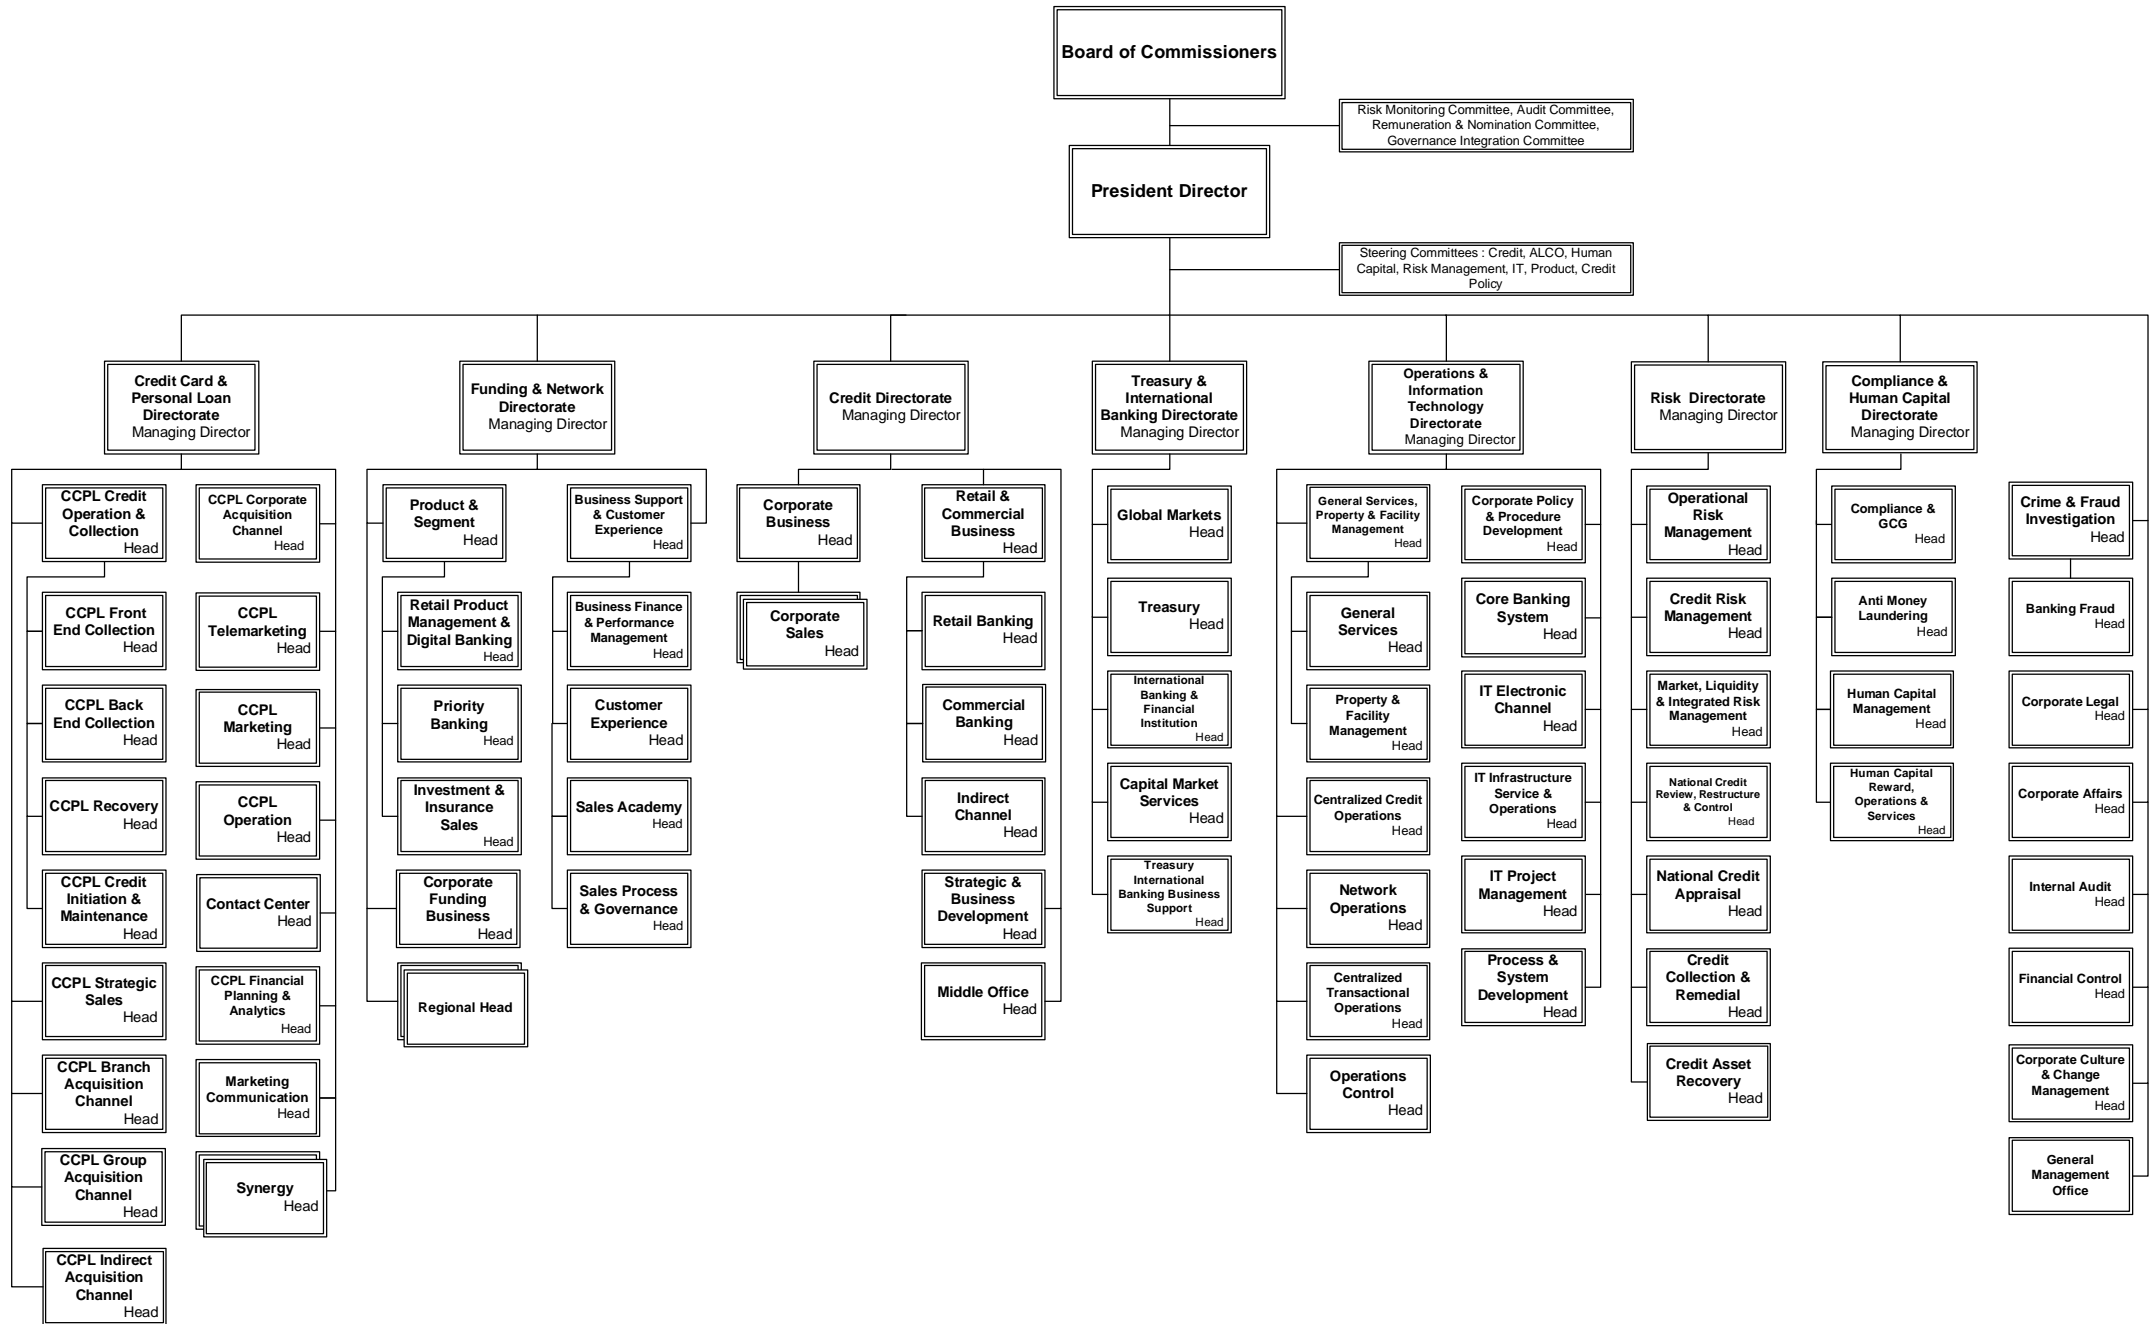 Board of Commissioners
Risk Monitoring Committee, Audit Committee,
Remuneration & Nomination Committee,
Governance Integration Committee
President Director
Steering Committees : Credit, ALCO, Human
Capital, Risk Management, IT, Product, Credit
Policy
Credit Card &
Personal Loan
Directorate
Managing Director
Funding & Network
Directorate
Managing Director
Credit Directorate
Managing Director
Treasury &
International
Banking Directorate
Managing Director
Operations &
Information
Technology
Directorate
Managing Director
Risk Directorate
Managing Director
Compliance &
Human Capital
Directorate
Managing Director
CCPL Credit
Operation &
Collection
Head
CCPL Front
End Collection
Head
CCPL Back
End Collection
Head
CCPL Recovery
Head
CCPL Credit
Initiation &
Maintenance
Head
CCPL Strategic
Sales
Head
CCPL Branch
Acquisition
Channel
Head
CCPL Group
Acquisition
Channel
Head
CCPL Indirect
Acquisition
Channel
Head
CCPL Corporate
Acquisition
Channel
Head
CCPL
Telemarketing
Head
CCPL
Marketing
Head
CCPL
Operation
Head
Contact Center
Head
CCPL Financial
Planning &
Analytics
Head
Marketing
Communication
Head
Synergy
Head
Product &
Segment
Head
Retail Product
Management &
Digital Banking
Head
Priority
Banking
Head
Investment &
Insurance
Sales
Head
Corporate
Funding
Business
Head
Regional Head
Business Support
& Customer
Experience
Head
Business Finance
& Performance
Management
Head
Customer
Experience
Head
Sales Academy
Head
Sales Process
& Governance
Head
Corporate
Business
Head
Corporate
Sales
Head
Retail &
Commercial
Business
Head
Retail Banking
Head
Commercial
Banking
Head
Indirect
Channel
Head
Strategic &
Business
Development
Head
Middle Office
Head
Global Markets
Head
Treasury
Head
International
Banking &
Financial
Institution
Head
Capital Market
Services
Head
Treasury
International
Banking Business
Support
Head
General Services,
Property & Facility
Management
Head
General
Services
Head
Property &
Facility
Management
Head
Centralized Credit
Operations
Head
Network
Operations
Head
Centralized
Transactional
Operations
Head
Operations
Control
Head
Corporate Policy
& Procedure
Development
Head
Core Banking
System
Head
IT Electronic
Channel
Head
IT Infrastructure
Service &
Operations
Head
IT Project
Management
Head
Process &
System
Development
Head
Operational
Risk
Management
Head
Credit Risk
Management
Head
Market, Liquidity
& Integrated Risk
Management
Head
National Credit
Review, Restructure
& Control
Head
National Credit
Appraisal
Head
Credit
Collection &
Remedial
Head
Credit Asset
Recovery
Head
Compliance &
GCG
Head
Anti Money
Laundering
Head
Human Capital
Management
Head
Human Capital
Reward,
Operations &
Services
Head
Crime & Fraud
Investigation
Head
Banking Fraud
Head
Corporate Legal
Head
Corporate Affairs
Head
Internal Audit
Head
Financial Control
Head
Corporate Culture
& Change
Management
Head
General
Management
Office